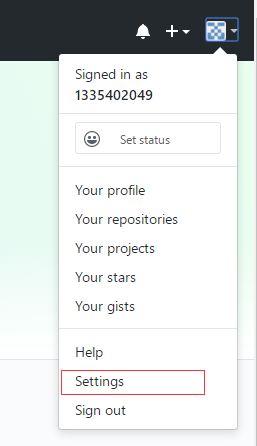 Signed in as
1335402049
Set status
Your profile
Your repositories
Your projects
Your stars
Your gists
Help
Settings
Sign out